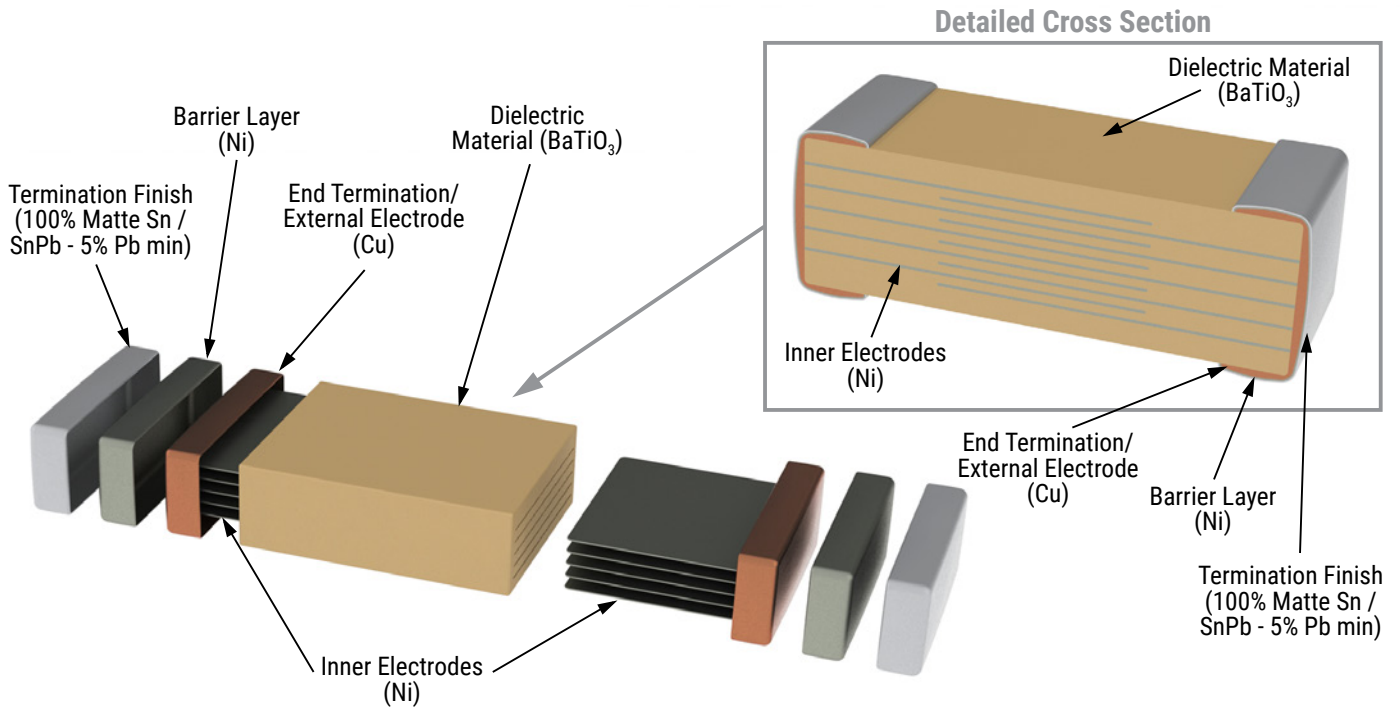 Detailed Cross Section
Dielectric Material
(BaTiO₃)
Inner Electrodes
(Ni)
End Termination/
External Electrode
(Cu)
Barrier Layer
(Ni)
Termination Finish
(100% Matte Sn /
SnPb - 5% Pb min)
Barrier Layer
(Ni)
Dielectric
Material (BaTiO₃)
Termination Finish
(100% Matte Sn /
SnPb - 5% Pb min)
End Termination/
External Electrode
(Cu)
Inner Electrodes
(Ni)